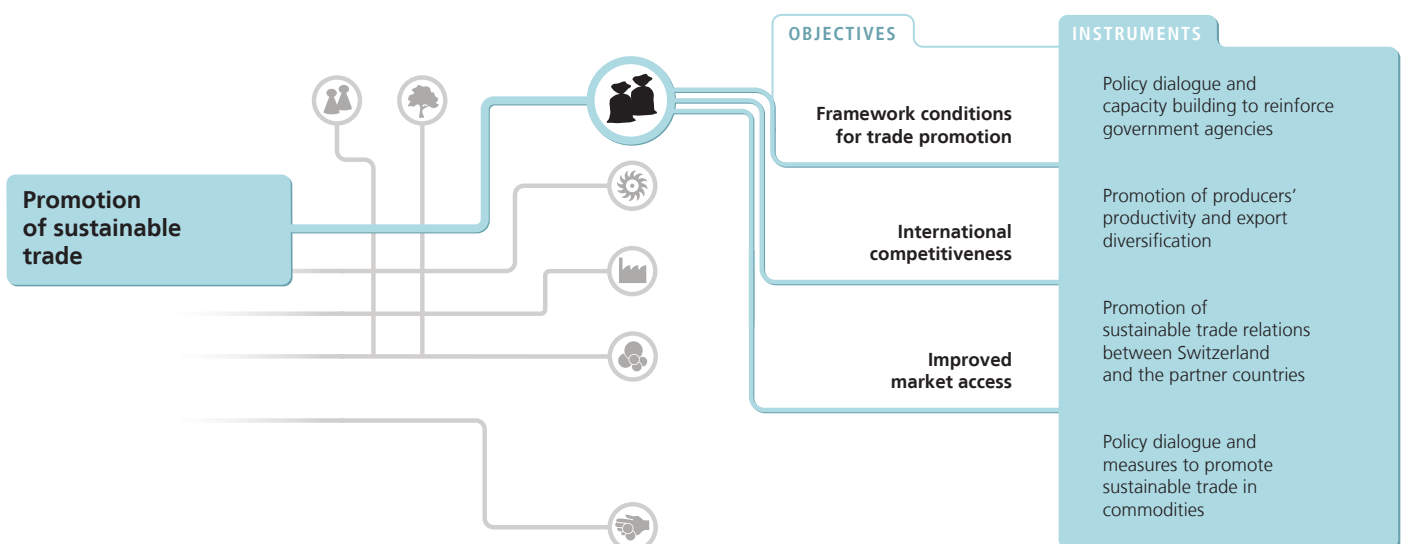 OBJECTIVES
INSTRUMENTS
Promotion
of sustainable
trade
Framework conditions
for trade promotion
International
competitiveness
Improved
market access
Policy dialogue and
capacity building to reinforce
government agencies
Promotion of producers’
productivity and export
diversification
Promotion of
sustainable trade relations
between Switzerland
and the partner countries
Policy dialogue and
measures to promote
sustainable trade in
commodities